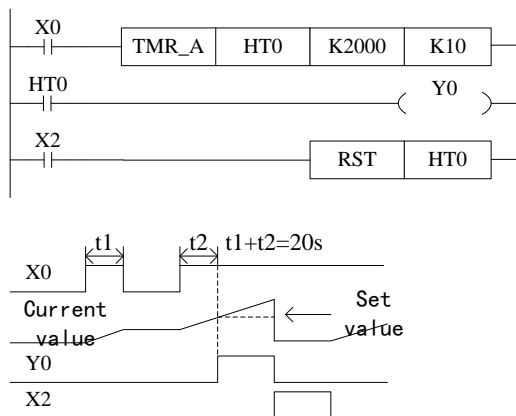 X0
TMR_A HT0 K2000 K10
HT0
Y0
X2
RST HT0
t1 t2 t1+t2=20s
X0
Current value
Set value
Y0
X2